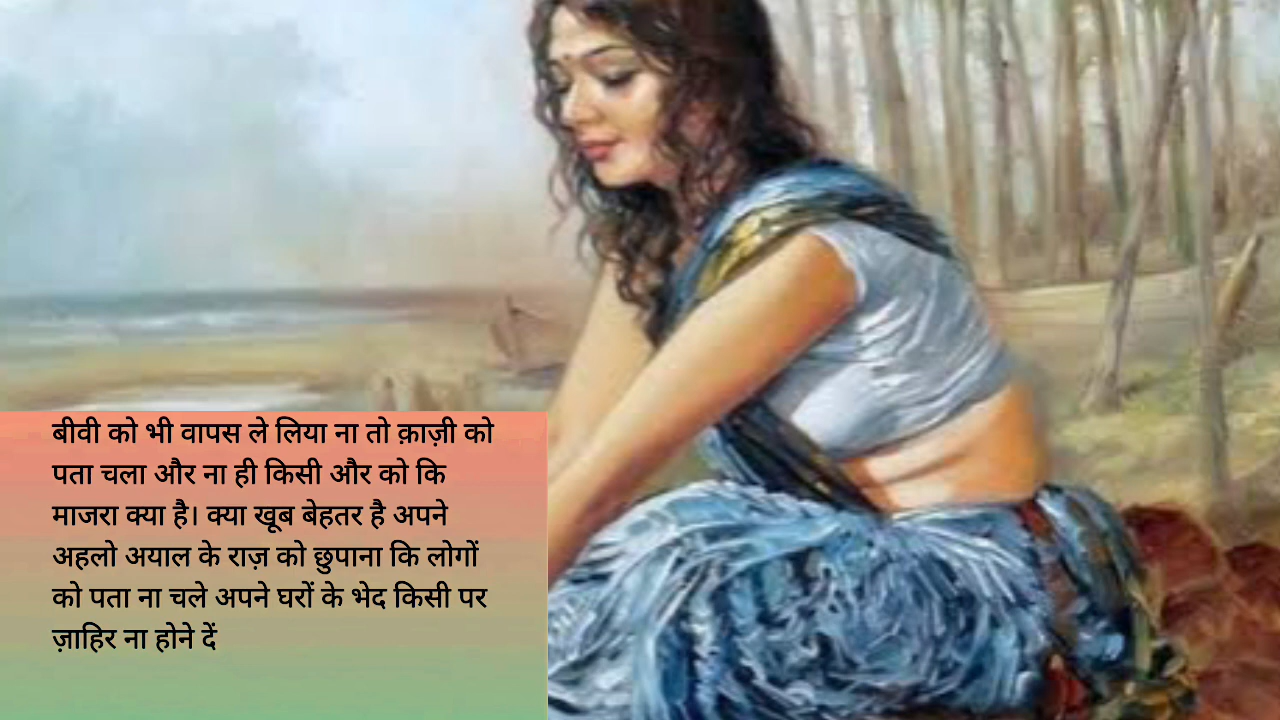 बीवी को भी वापस ले लिया ना तो क़ाज़ी को
पता चला और ना ही किसी और को कि
माजरा क्या है। क्या खूब बेहतर है अपने
अहलो अयाल के राज़ को छुपाना कि लोगों
को पता ना चले अपने घरों के भेद किसी पर
ज़ाहिर ना होने दें